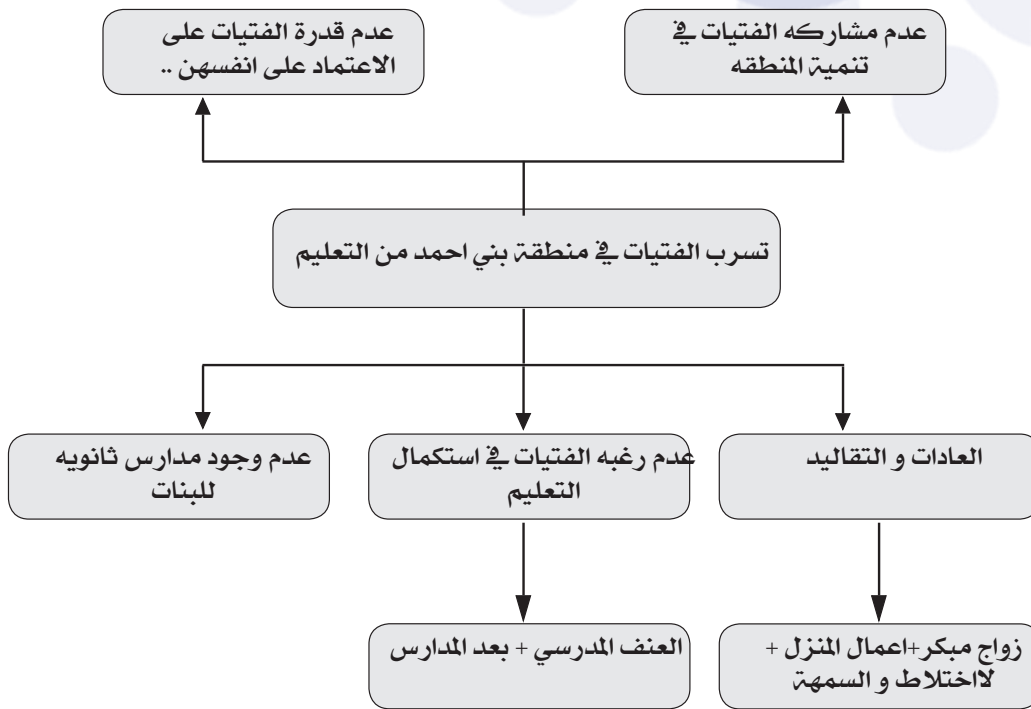 عدم مشاركه الفتيات في
تنمية المنطقه
عدم قدرة الفتيات على
الاعتماد على انفسهن ..
تسرب الفتيات في منطقة بني احمد من التعليم
العادات و التقاليد
عدم رغبه الفتيات في استكمال
التعليم
عدم وجود مدارس ثانويه
للبنات
زواج مبكر+اعمال المنزل +
لااختلاط و السمهة
العنف المدرسي + بعد المدارس